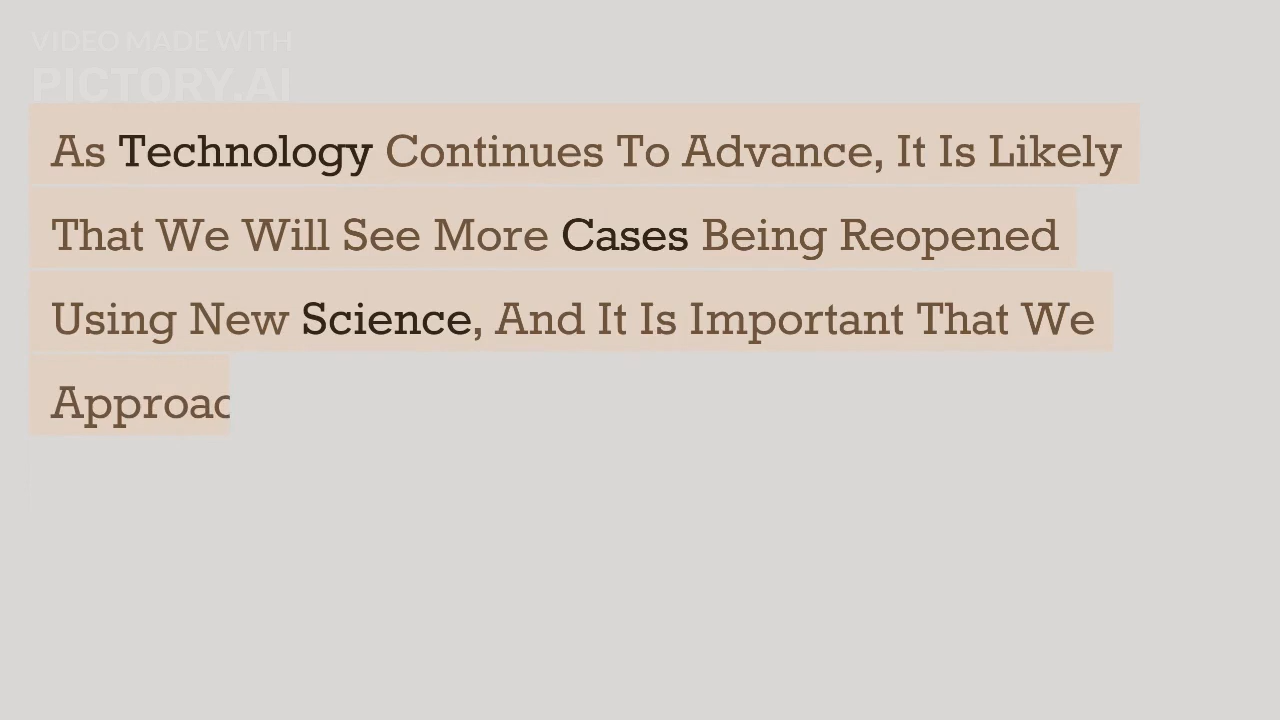 VIDEO MADE WITH
PICTORY.AI
As Technology Continues To Advance, It Is Likely
That We Will See More Cases Being Reopened
Using New Science, And It Is Important That We
Approac